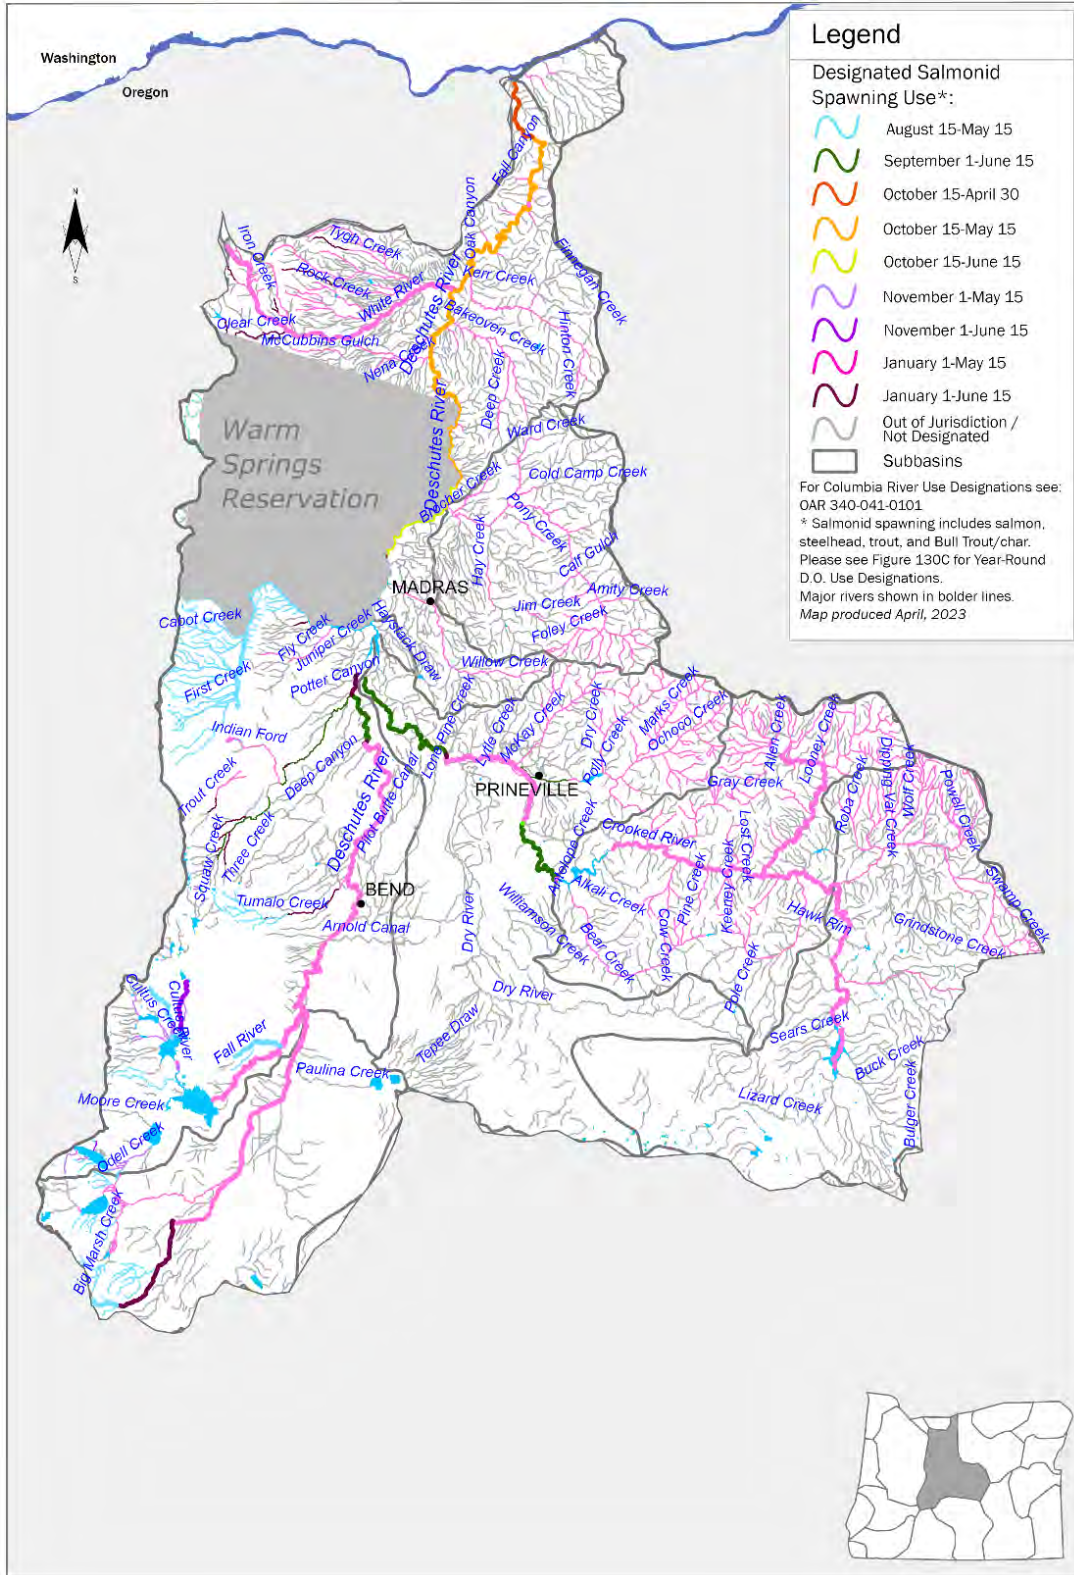 Washington
Oregon
Legend
Designated Salmonid
Spawning Use*:
August 15-May 15
September 1-June 15
October 15-April 30
October 15-May 15
October 15-June 15
November 1-May 15
November 1-June 15
January 1-May 15
January 1-June 15
Out of Jurisdiction /
Not Designated
Subbasins
For Columbia River Use Designations see:
OAR 340-041-0101
* Salmonid spawning includes salmon,
steelhead, trout, and Bull Trout/char.
Please see Figure 130C for Year-Round
D.O. Use Designations.
Major rivers shown in bolder lines.
Map produced April, 2023
N
S
Fall Canyon
Oak Canyon
Iron Creek
Tygh Creek
Rock Creek
White River
Kerr Creek
Finnegan Creek
Clear Creek
McCubbins Gulch
Nena Creek
Deschutes River
Bakeoven Creek
Hinton Creek
Deep Creek
Deschutes River
Ward Creek
Warm
Springs
Reservation
Brocher Creek
Cold Camp Creek
Pony Creek
Hay Creek
Calf Gulch
MADRAS
Amity Creek
Jim Creek
Foley Creek
Cabot Creek
Fly Creek
Juniper Creek
Haystack Draw
First Creek
Potter Canyon
Willow Creek
Indian Ford
Lone Pine Creek
Lytle Creek
McKay Creek
Dry Creek
Polly Creek
Marks Creek
Ochoco Creek
Allen Creek
Looney Creek
Trout Creek
Deep Canyon
Deschutes River
Pilot Butte Canal
PRINEVILLE
Gray Creek
Roba Creek
Dipping Vat Creek
Wolf Creek
Powell Creek
Squaw Creek
Three Creek
Antelope Creek
Crooked River
Lost Creek
Alkali Creek
Pine Creek
Keeney Creek
Swamp Creek
BEND
Tumalo Creek
Arnold Canal
Dry River
Williamson Creek
Bear Creek
Cow Creek
Hawk Rim
Grindstone Creek
Pole Creek
Dry River
Cultus Creek
Cultus River
Fall River
Tepee Draw
Sears Creek
Buck Creek
Paulina Creek
Moore Creek
Lizard Creek
Bulger Creek
Odell Creek
Big Marsh Creek